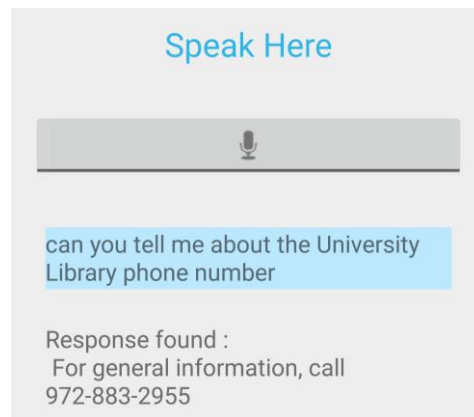 Speak Here
can you tell me about the University
Library phone number
Response found :
For general information, call
972-883-2955